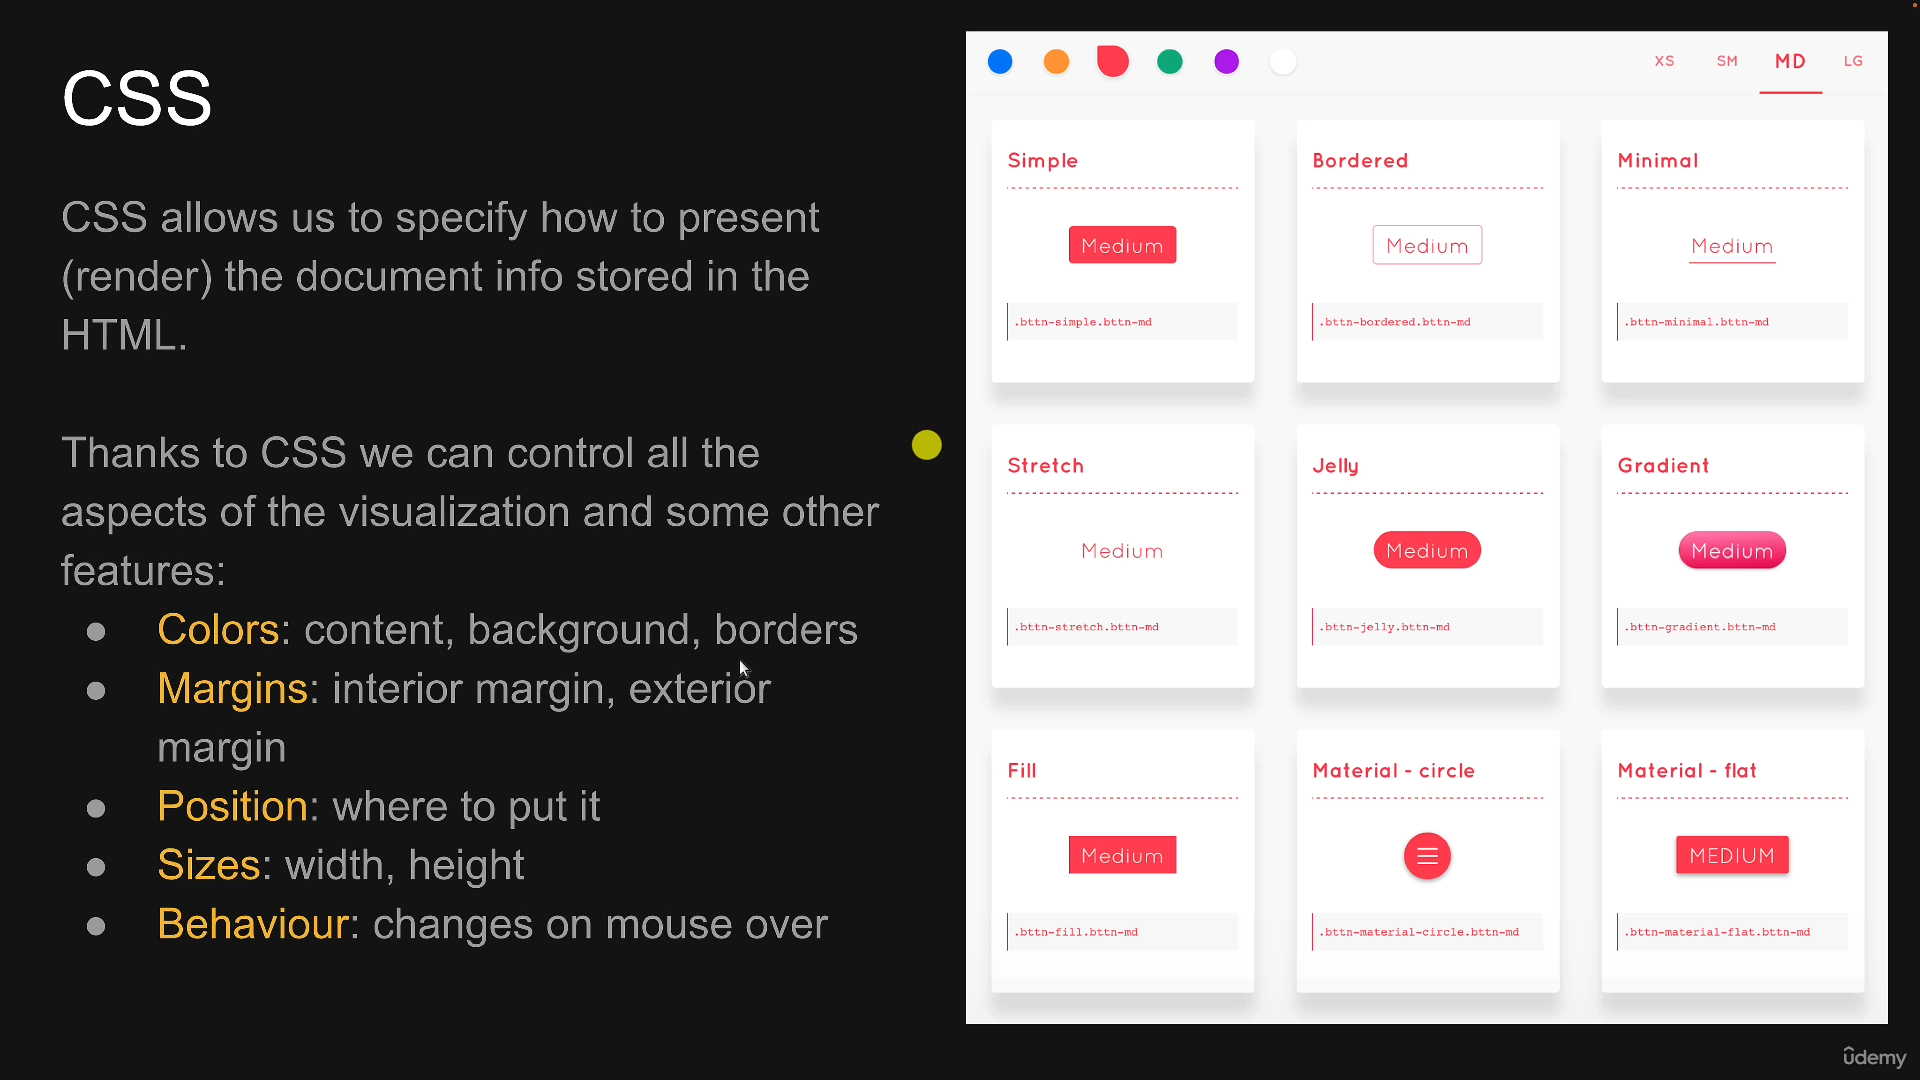 CSS
CSS allows us to specify how to present
(render) the document info stored in the
HTML.
Thanks to CSS we can control all the
aspects of the visualization and some other
features:
● Colors: content, background, borders
● Margins: interior margin, exterior
margin
● Position: where to put it
● Sizes: width, height
● Behaviour: changes on mouse over
XS SM MD LG
Simple
Medium
.bttn-simple.bttn-md
Bordered
Medium
.bttn-bordered.bttn-md
Minimal
Medium
.bttn-minimal.bttn-md
Stretch
Medium
.bttn-stretch.bttn-md
Jelly
Medium
.bttn-jelly.bttn-md
Gradient
Medium
.bttn-gradient.bttn-md
Fill
Medium
.bttn-fill.bttn-md
Material - circle
.bttn-material-circle.bttn-md
Material - flat
MEDIUM
.bttn-material-flat.bttn-md
ûdemy